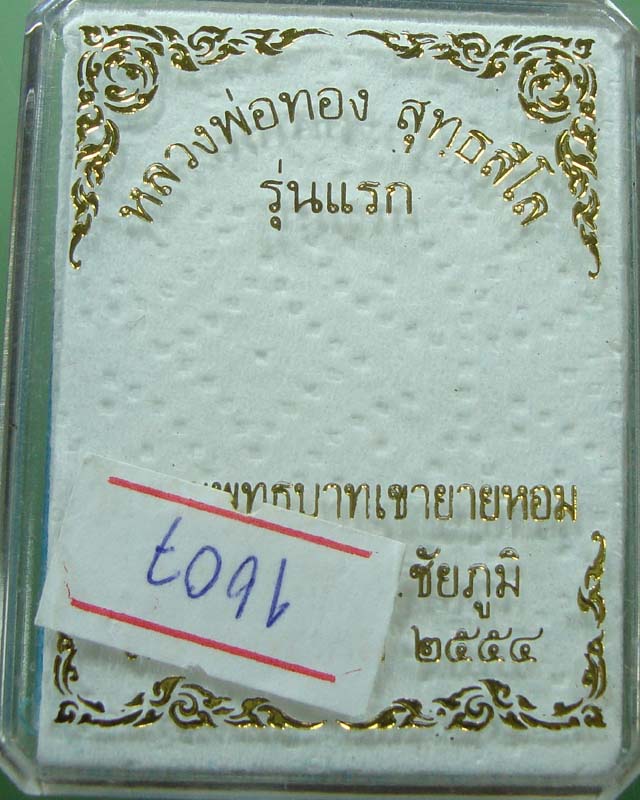 หลวงพ่อทอง สุทธสีโล
รุ่นแรก
พุทธบาทเขายายหอม
.ชัยภูมิ
๒๕๕๔
1607